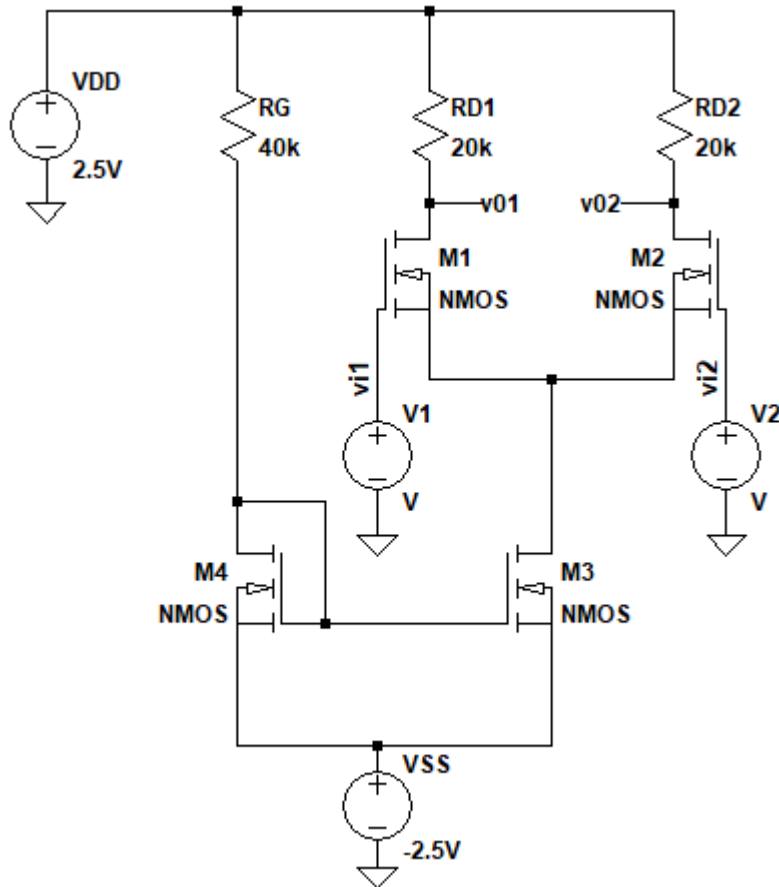 VDD
2.5V
RG
40k
RD1
20k
RD2
20k
v01
v02
M1
NMOS
M2
NMOS
vi1
vi2
V1
V
V2
V
M4
NMOS
M3
NMOS
VSS
-2.5V